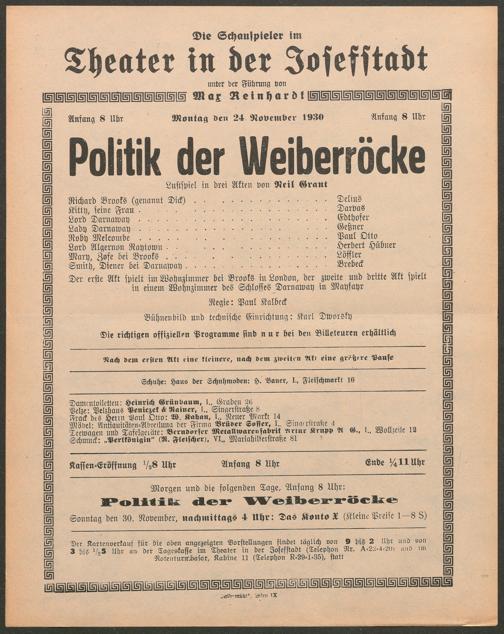 Die Schauspieler im
Theater in der Josefstadt
unter der Führung von
Max Reinhardt
Anfang 8 Uhr Montag den 24 November 1930 Anfang 8 Uhr
Politik der Weiberröcke
Lustspiel in drei Akten von Neil Grant
Richard Brooks (genannt Dick) . . . . . . . . . . Delius
Kitty, seine Frau . . . . . . . . . . Darvas
Lord Darnaway . . . . . . . . . . Edthofer
Lady Darnaway . . . . . . . . . . Geßner
Roby Melcombe . . . . . . . . . . Paul Otto
Lord Algernon Raytown . . . . . . . . . . Herbert Hübner
Mary, Zofe bei Brooks . . . . . . . . . . Löffler
Smith, Diener bei Darnaway . . . . . . . . . . Brebeck
Der erste Akt spielt im Wohnzimmer bei Brooks in London, der zweite und dritte Akt spielt
in einem Wohnzimmer des Schlosses Darnaway in Mayfayr
Regie: Paul Kalbeck
Bühnenbild und technische Einrichtung: Karl Dworsky
Die richtigen offiziellen Programme sind nur bei den Billeteuren erhältlich
Nach dem ersten Akt eine kleinere, nach dem zweiten Akt eine größere Pause
Schuhe: Haus der Schuhmoden: H. Bauer, I., Fleischmarkt 16
Damentoiletten: Heinrich Grünbaum, I., Graben 26
Pelze: Pelzhaus Penizek & Rainer, I., Singerstraße 8
Frack des Herrn Paul Otto: W. Kahan, I., Neuer Markt 14
Möbel: Antiquitäten-Abteilung der Firma Brüder Soffer, I., Singerstraße 4
Teewagen und Tafelgeräte: Berndorfer Metallwarenfabrik Arthur Krupp A. G., I., Wollzeile 12
Schmuck: „Perlkönigin“ (R. Fleischer), VI., Mariahilferstraße 81
Kassen-Eröffnung ½8 Uhr Anfang 8 Uhr Ende ¼11 Uhr
Morgen und die folgenden Tage, Anfang 8 Uhr:
Politik der Weiberröcke
Sonntag den 30. November, nachmittags 4 Uhr: Das Konto X (Kleine Preise 1—8 S)
Der Kartenverkauf für die oben angezeigten Vorstellungen findet täglich von 9 bis 2 Uhr und von
3 bis ½5 Uhr an der Tageskasse im Theater in der Josefstadt (Telephon Nr. A-23-4-20) und im
Rotenturmbasar, Kabine 11 (Telephon R-29-1-35), statt
Wien IX